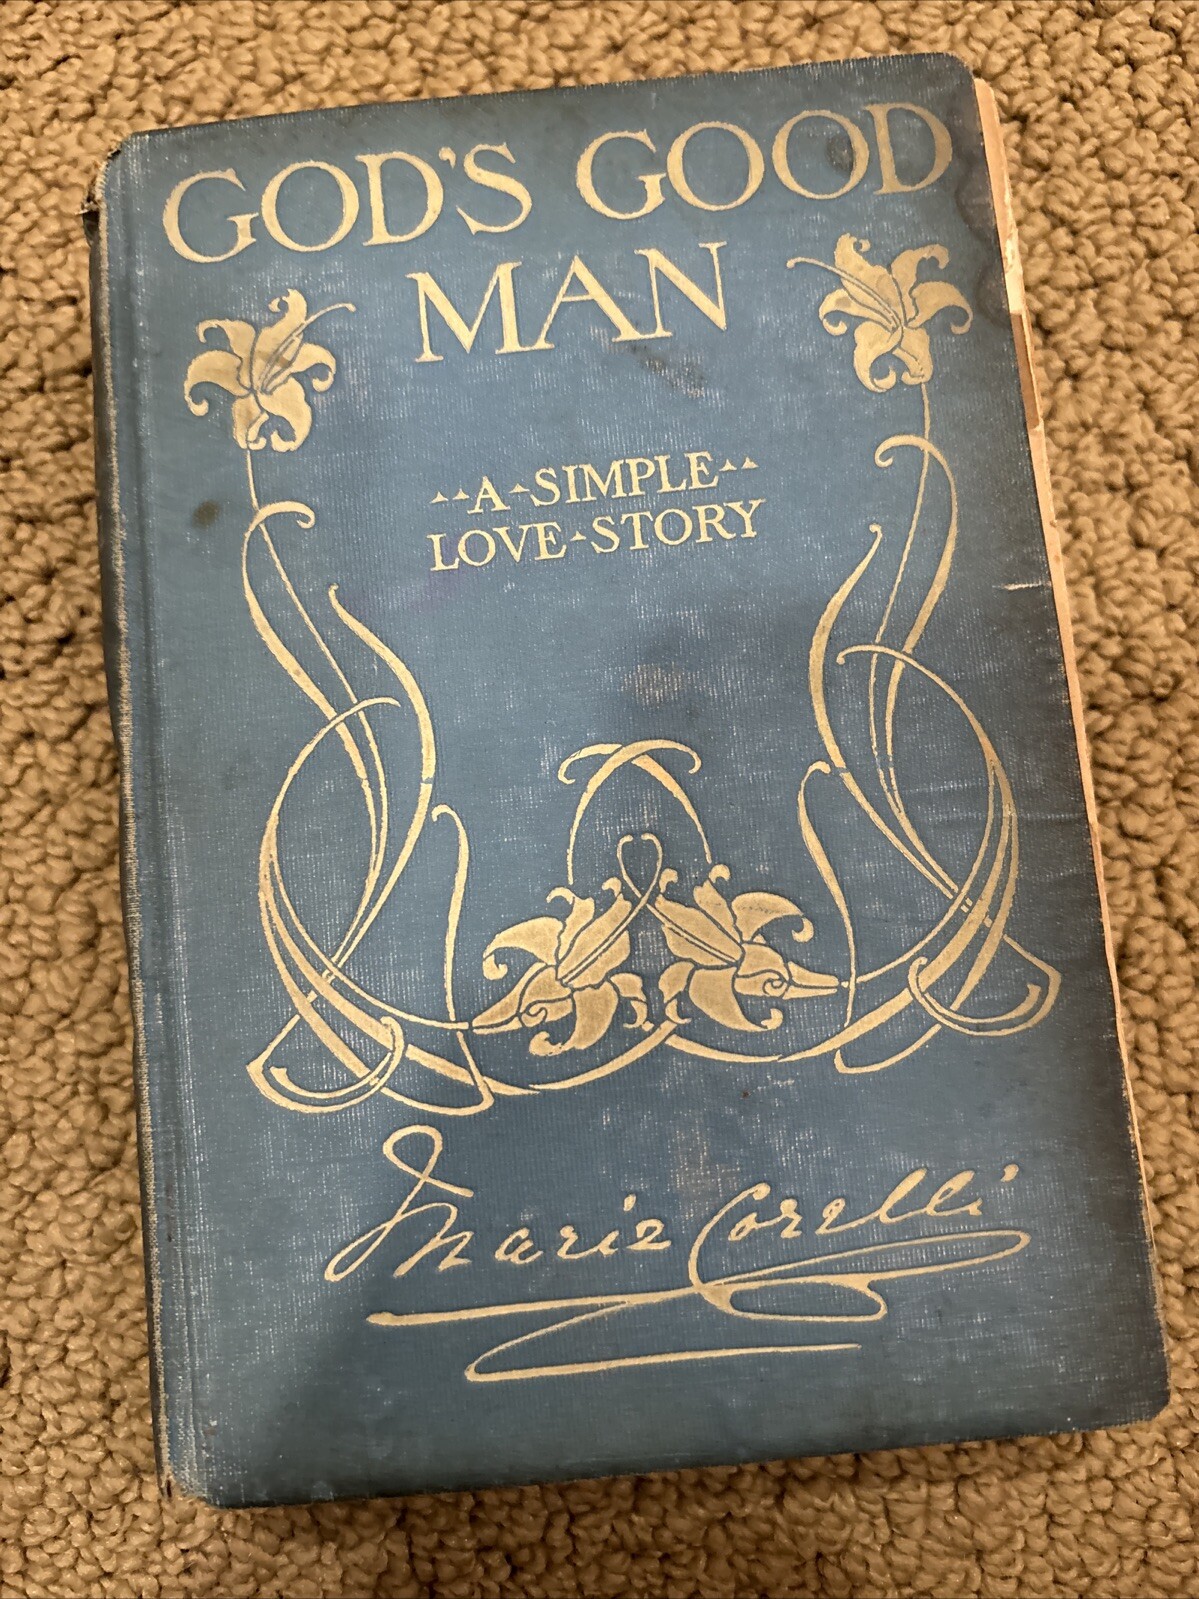 GOD'S GOOD
MAN
A SIMPLE
LOVE STORY
Marie Corelli